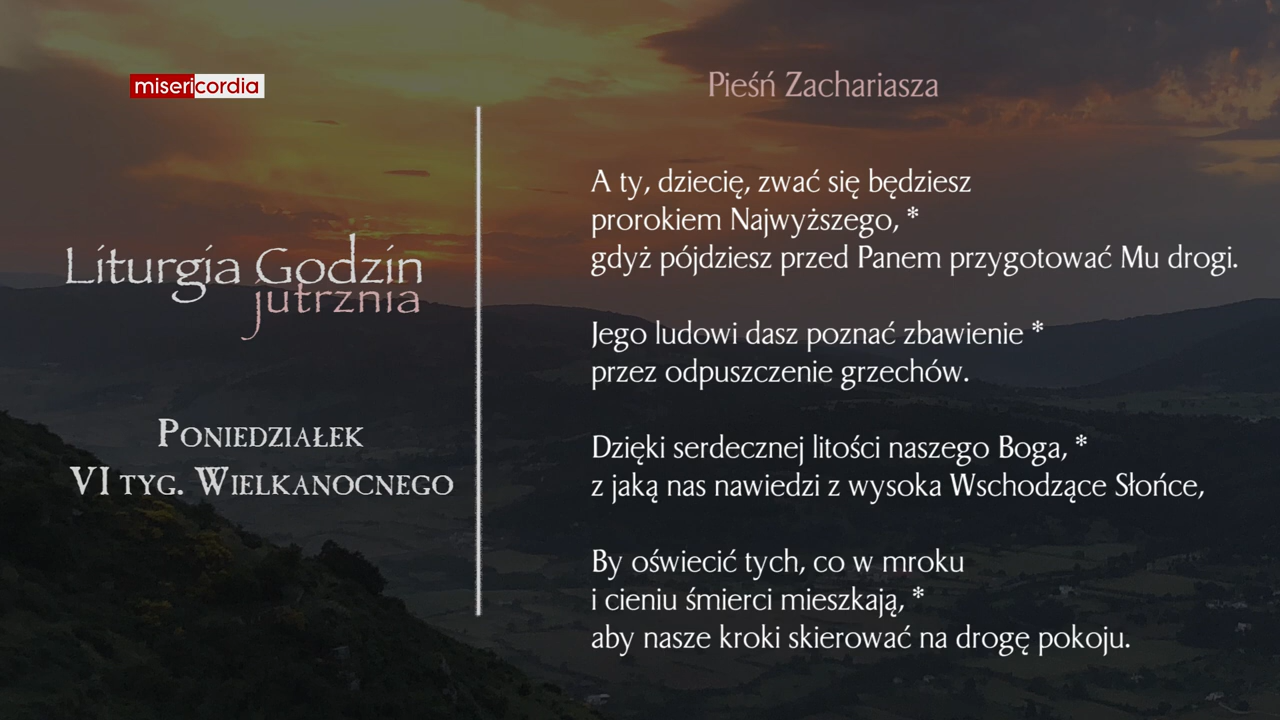 misericordia
Liturgia Godzin
jutrznia
Poniedziałek
VI tyg. Wielkanocnego
Pieśń Zachariasza
A ty, dziecię, zwać się będziesz
prorokiem Najwyższego, *
gdyż pójdziesz przed Panem przygotować Mu drogi.
Jego ludowi dasz poznać zbawienie *
przez odpuszczenie grzechów.
Dzięki serdecznej litości naszego Boga, *
z jaką nas nawiedzi z wysoka Wschodzące Słońce,
By oświecić tych, co w mroku
i cieniu śmierci mieszkają, *
aby nasze kroki skierować na drogę pokoju.